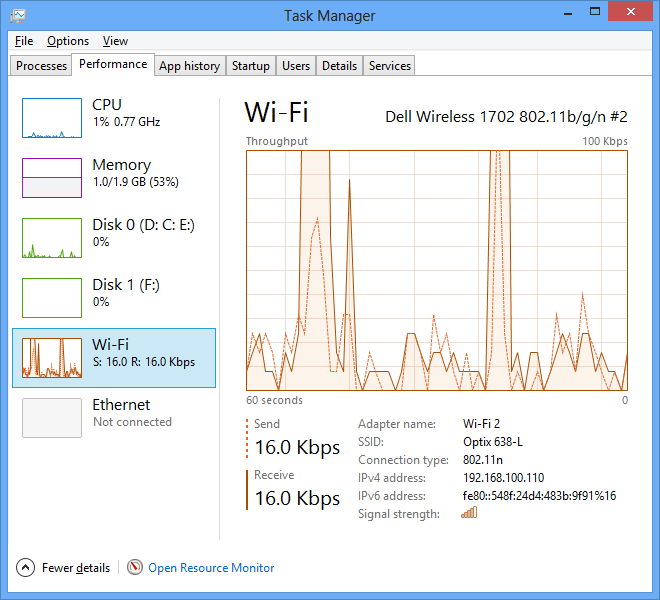 Task Manager
File Options View
Processes Performance App history Startup Users Details Services
CPU
1% 0.77 GHz
Memory
1.0/1.9 GB (53%)
Disk 0 (D: C: E:)
0%
Disk 1 (F:)
0%
Wi-Fi
S: 16.0 R: 16.0 Kbps
Ethernet
Not connected
Wi-Fi
Dell Wireless 1702 802.11b/g/n #2
Throughput 100 Kbps
60 seconds 0
Send
16.0 Kbps
Receive
16.0 Kbps
Adapter name: Wi-Fi 2
SSID: Optix 638-L
Connection type: 802.11n
IPv4 address: 192.168.100.110
IPv6 address: fe80::548f:24d4:483b:9f91%16
Signal strength:
Fewer details Open Resource Monitor